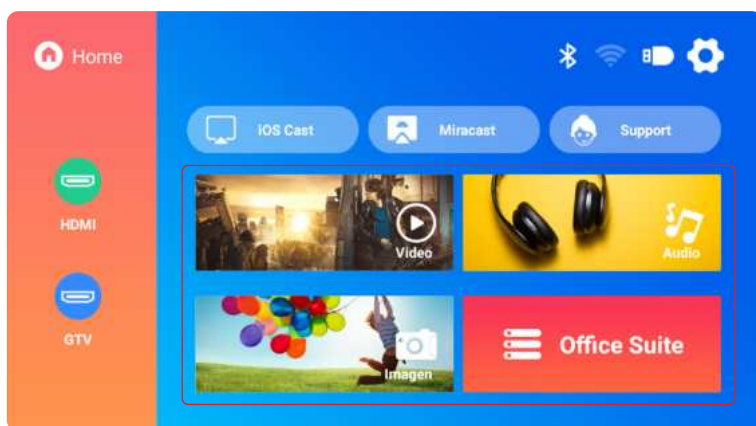 Home
iOS Cast
Miracast
Support
HDMI
Video
Audio
GTV
Imagen
Office Suite